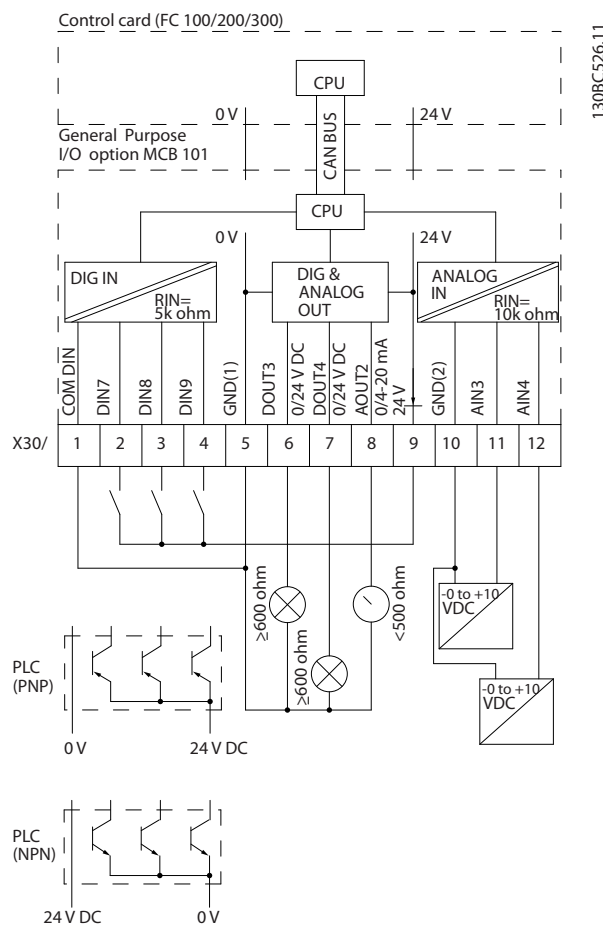 Control card (FC 100/200/300)
130BC526.11
CPU
0 V
24 V
General Purpose
I/O option MCB 101
CAN BUS
CPU
0 V
24 V
DIG IN
RIN=
5k ohm
DIG &
ANALOG
OUT
ANALOG
IN
RIN=
10k ohm
COM DIN
DIN7
DIN8
DIN9
GND(1)
DOUT3
0/24 V DC
DOUT4
0/24 V DC
AOUT2
0/4-20 mA
24 V
GND(2)
AIN3
AIN4
X30/
1
2
3
4
5
6
7
8
9
10
11
12
≥600 ohm
≥600 ohm
<500 ohm
-0 to +10
VDC
-0 to +10
VDC
PLC
(PNP)
0 V
24 V DC
PLC
(NPN)
24 V DC
0 V